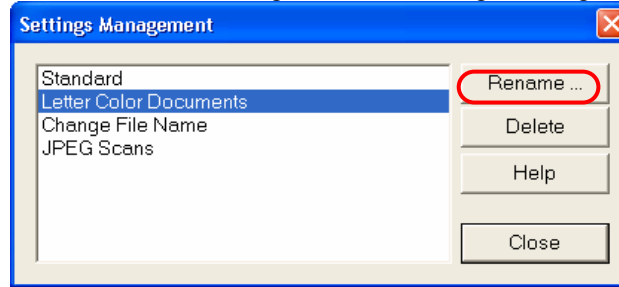 Settings Management
Standard
Letter Color Documents
Change File Name
JPEG Scans
Rename ...
Delete
Help
Close